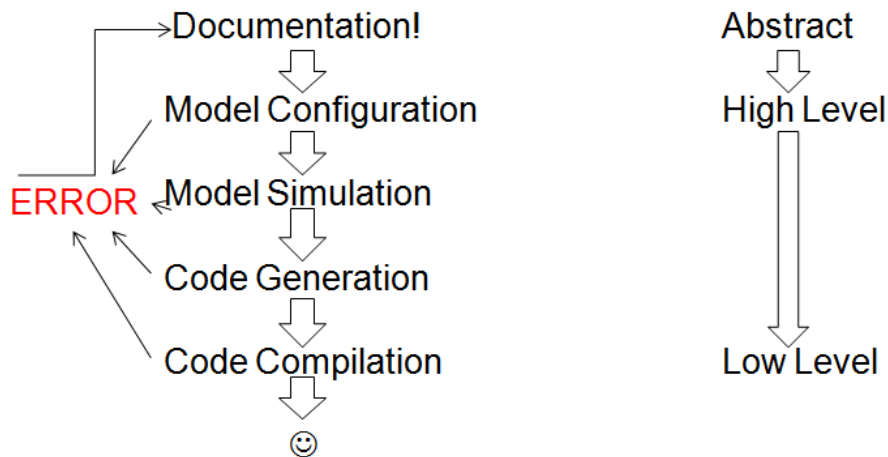 Documentation!
Abstract
Model Configuration
High Level
Model Simulation
ERROR
Code Generation
Code Compilation
Low Level